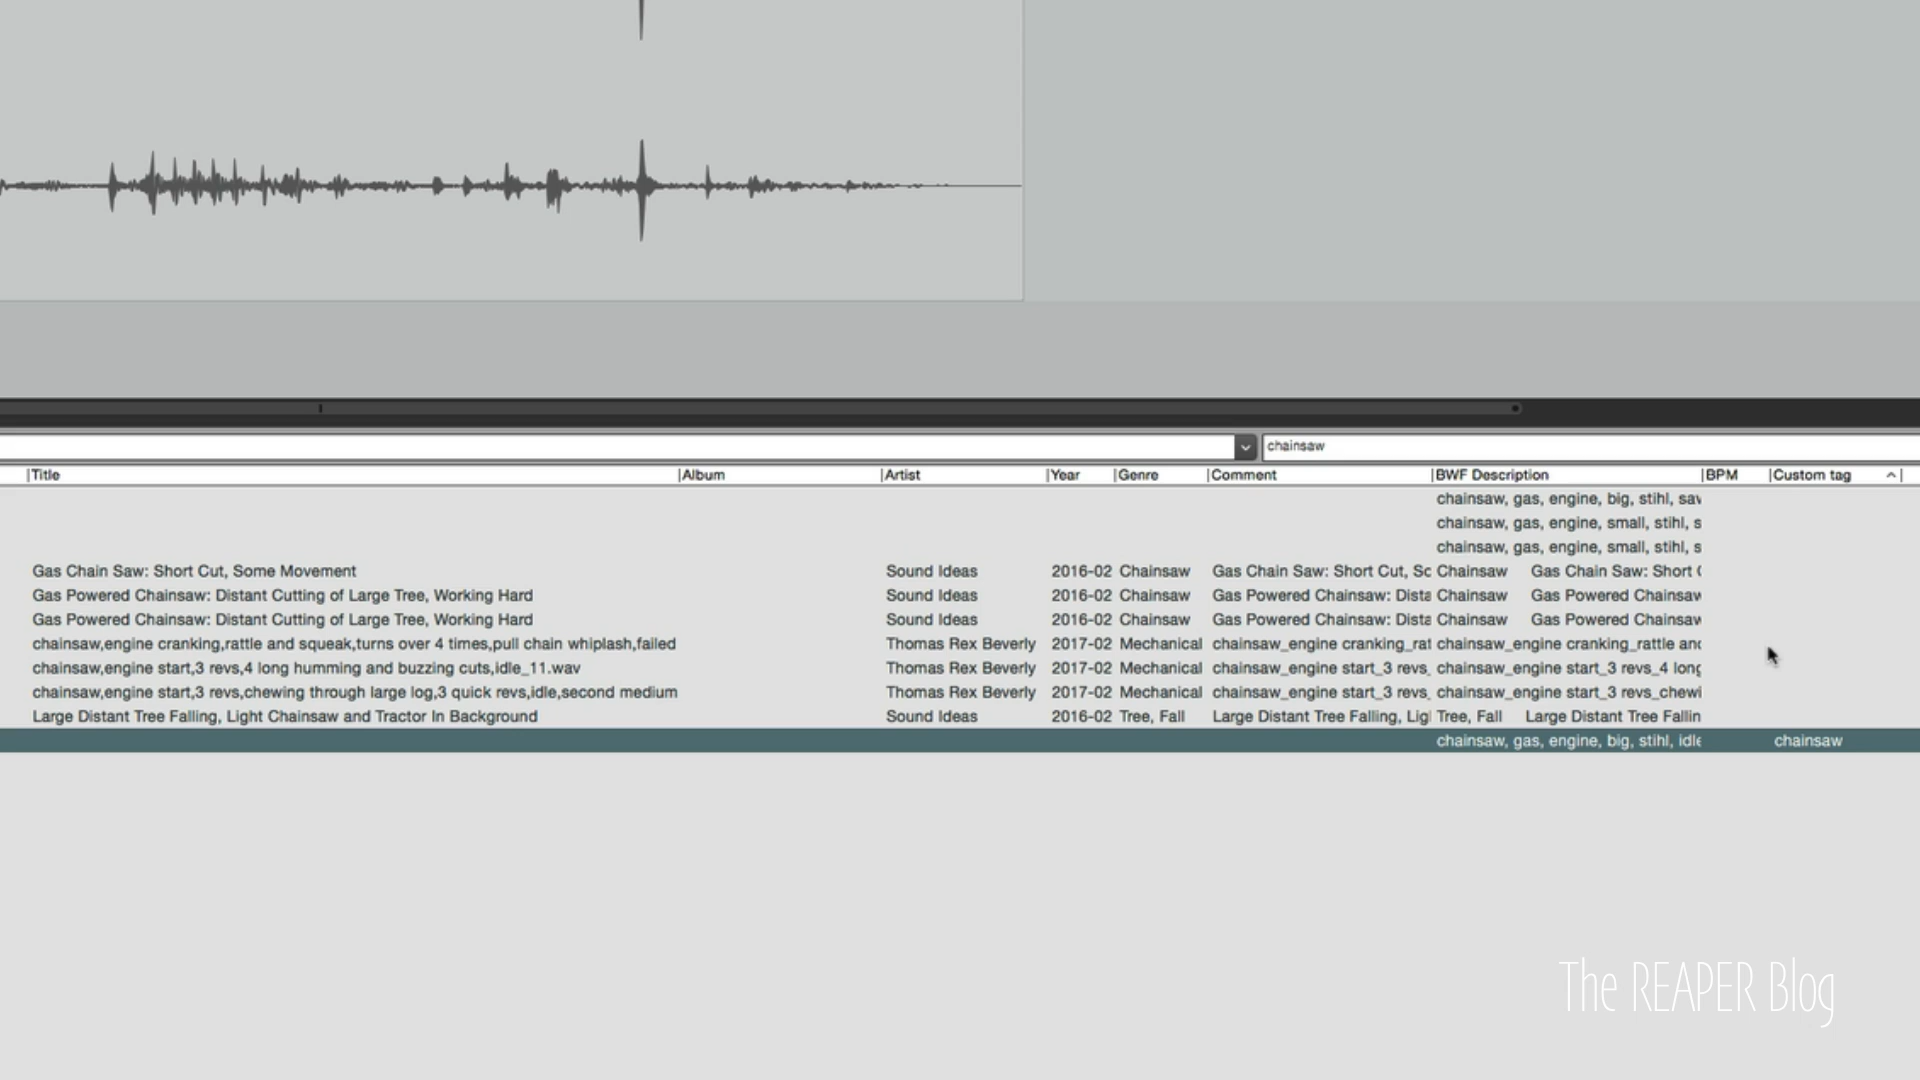 chainsaw
Title Album Artist Year Genre Comment BWF Description BPM Custom tag
chainsaw, gas, engine, big, stihl, sav
chainsaw, gas, engine, small, stihl, s
chainsaw, gas, engine, small, stihl, s
Gas Chain Saw: Short Cut, Some Movement Sound Ideas 2016-02 Chainsaw Gas Chain Saw: Short Cut, Sc Chainsaw Gas Chain Saw: Short (
Gas Powered Chainsaw: Distant Cutting of Large Tree, Working Hard Sound Ideas 2016-02 Chainsaw Gas Powered Chainsaw: Dista Chainsaw Gas Powered Chainsaw
Gas Powered Chainsaw: Distant Cutting of Large Tree, Working Hard Sound Ideas 2016-02 Chainsaw Gas Powered Chainsaw: Dista Chainsaw Gas Powered Chainsaw
chainsaw,engine cranking,rattle and squeak,turns over 4 times,pull chain whiplash,failed Thomas Rex Beverly 2017-02 Mechanical chainsaw_engine cranking_rat chainsaw_engine cranking_rattle anc
chainsaw,engine start,3 revs,4 long humming and buzzing cuts,idle_11.wav Thomas Rex Beverly 2017-02 Mechanical chainsaw_engine start_3 revs_ chainsaw_engine start_3 revs_4 long
chainsaw,engine start,3 revs,chewing through large log,3 quick revs,idle,second medium Thomas Rex Beverly 2017-02 Mechanical chainsaw_engine start_3 revs_ chainsaw_engine start_3 revs_chewi
Large Distant Tree Falling, Light Chainsaw and Tractor In Background Sound Ideas 2016-02 Tree, Fall Large Distant Tree Falling, Lig Tree, Fall Large Distant Tree Fallin
chainsaw, gas, engine, big, stihl, idle chainsaw
The REAPER Blog